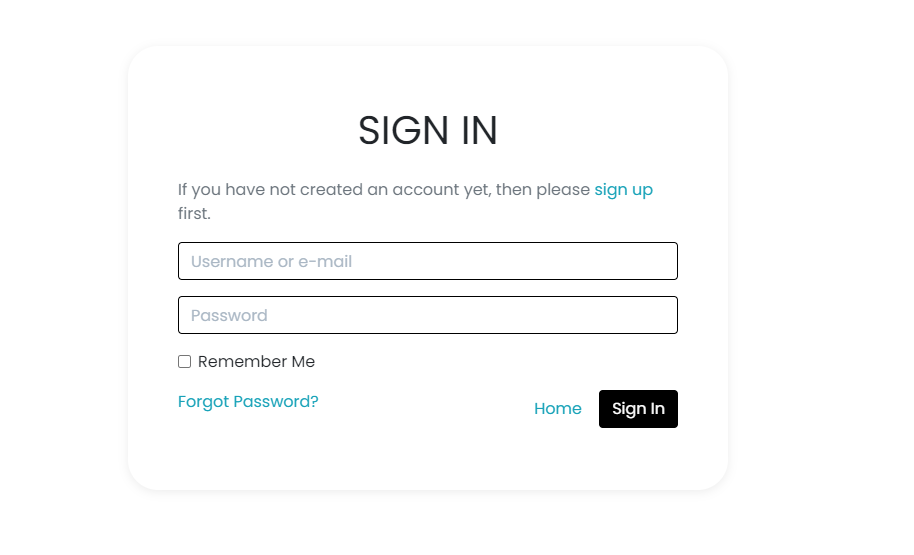 SIGN IN
If you have not created an account yet, then please sign up
first.
Username or e-mail
Password
Remember Me
Forgot Password?
Home
Sign In